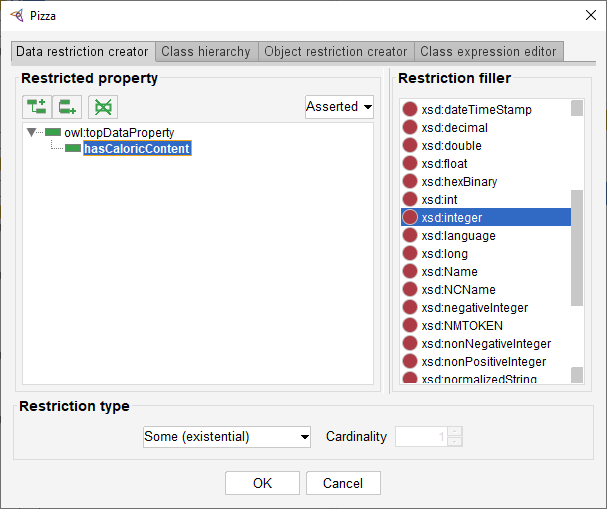 Pizza
Data restriction creator Class hierarchy Object restriction creator Class expression editor
Restricted property
Asserted
owl:topDataProperty
hasCaloricContent
Restriction filler
xsd:dateTimeStamp
xsd:decimal
xsd:double
xsd:float
xsd:hexBinary
xsd:int
xsd:integer
xsd:language
xsd:long
xsd:Name
xsd:NCName
xsd:negativeInteger
xsd:NMTOKEN
xsd:nonNegativeInteger
xsd:nonPositiveInteger
xsd:normalizedString
Restriction type
Some (existential) Cardinality 1
OK Cancel